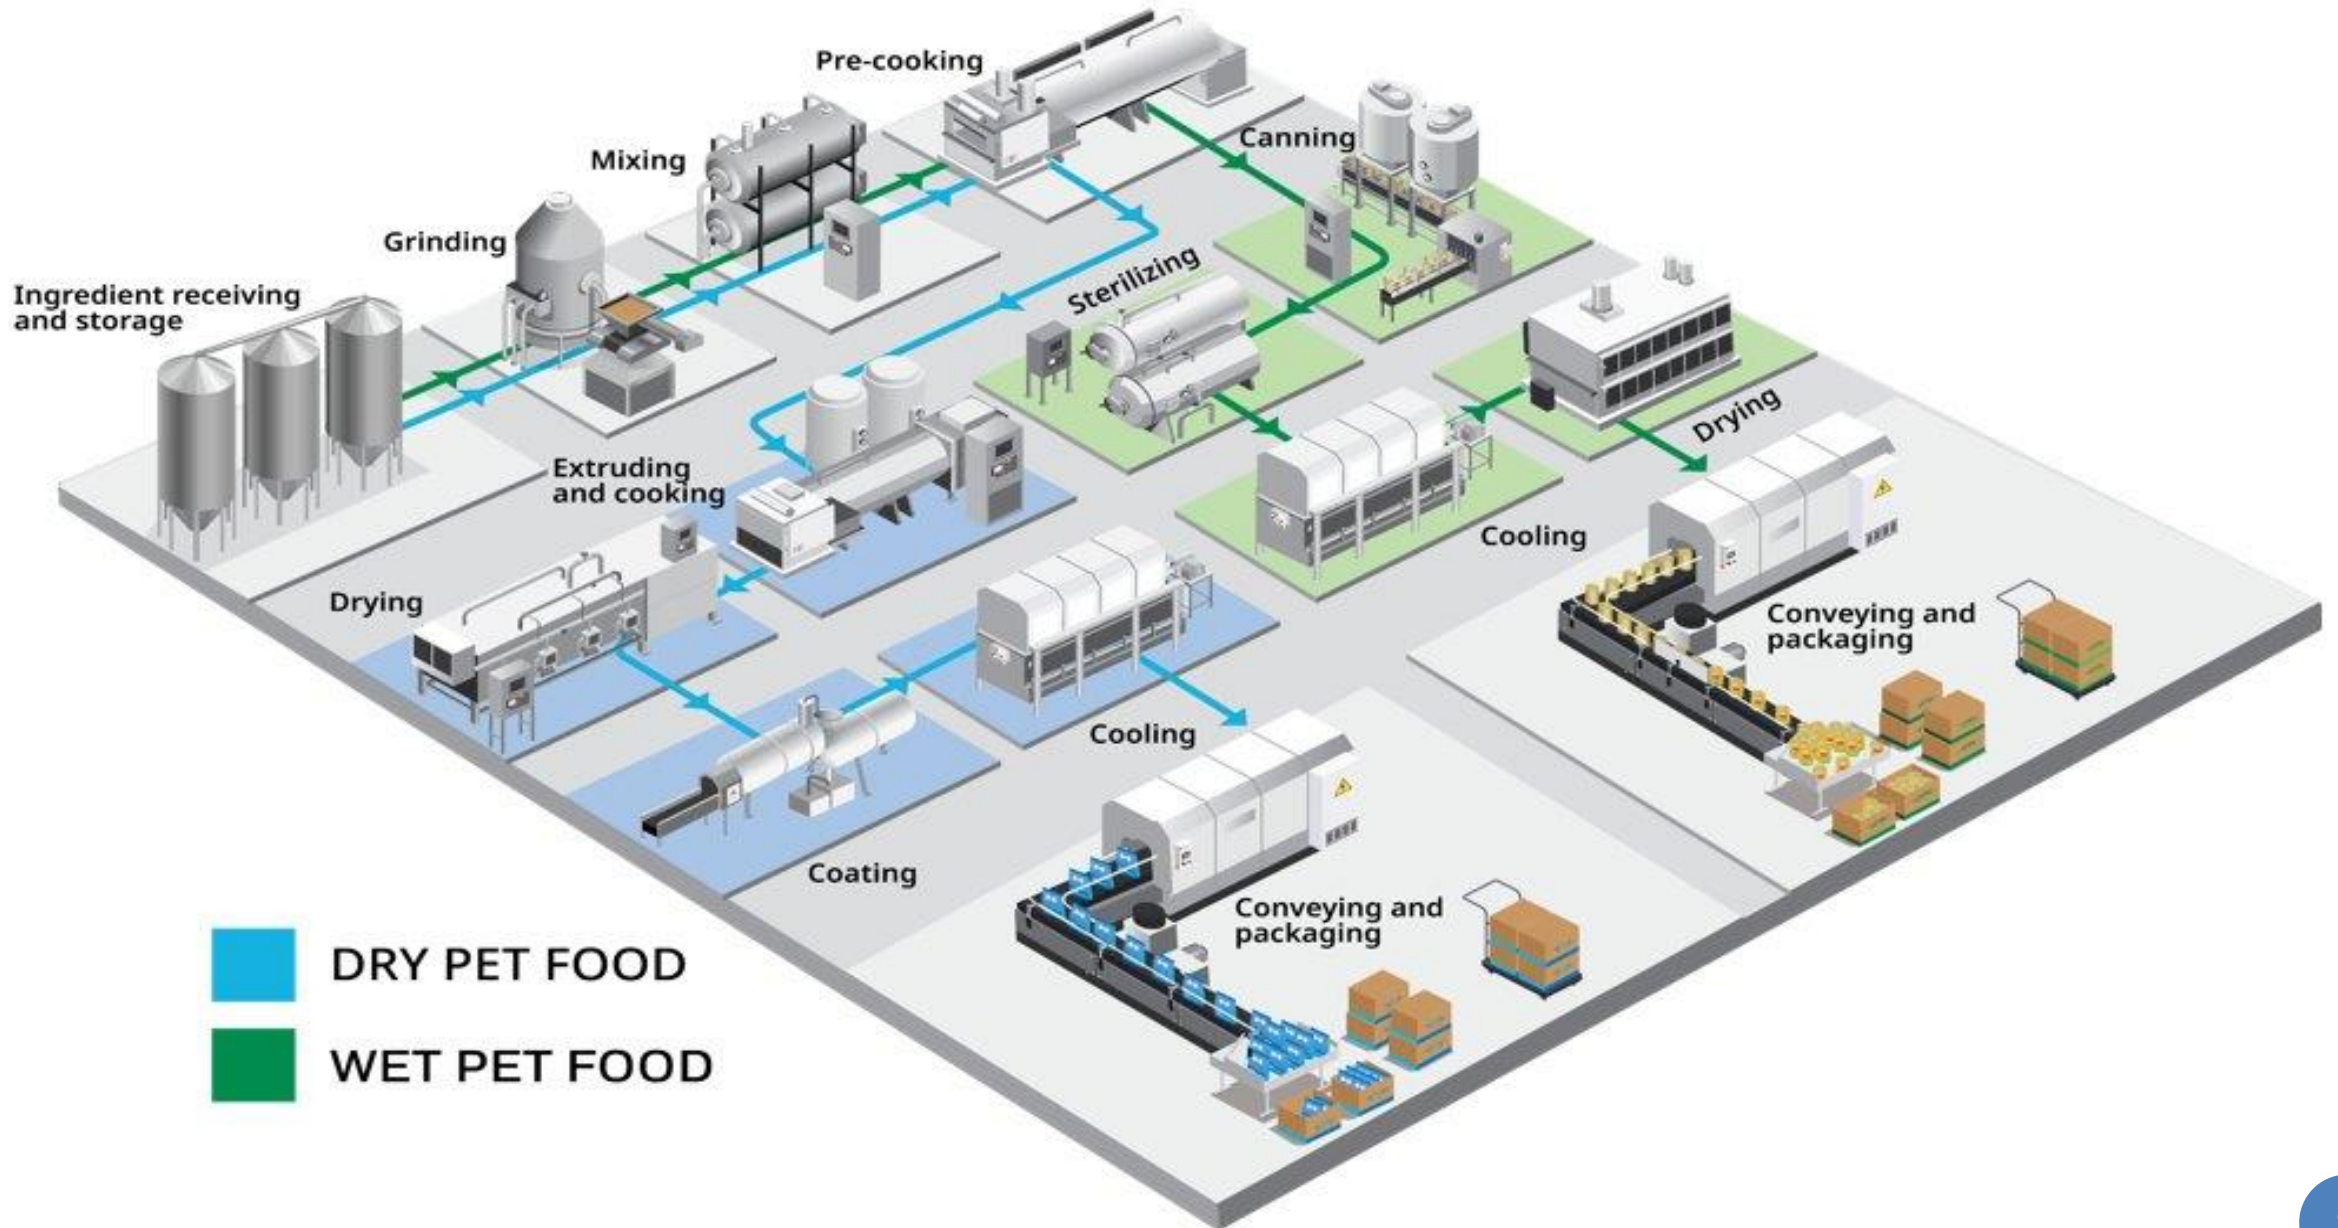 Pre-cooking
Canning
Mixing
Grinding
Sterilizing
Ingredient receiving
and storage
Drying
Extruding
and cooking
Cooling
Drying
Conveying and
packaging
Cooling
Coating
Conveying and
packaging
DRY PET FOOD
WET PET FOOD